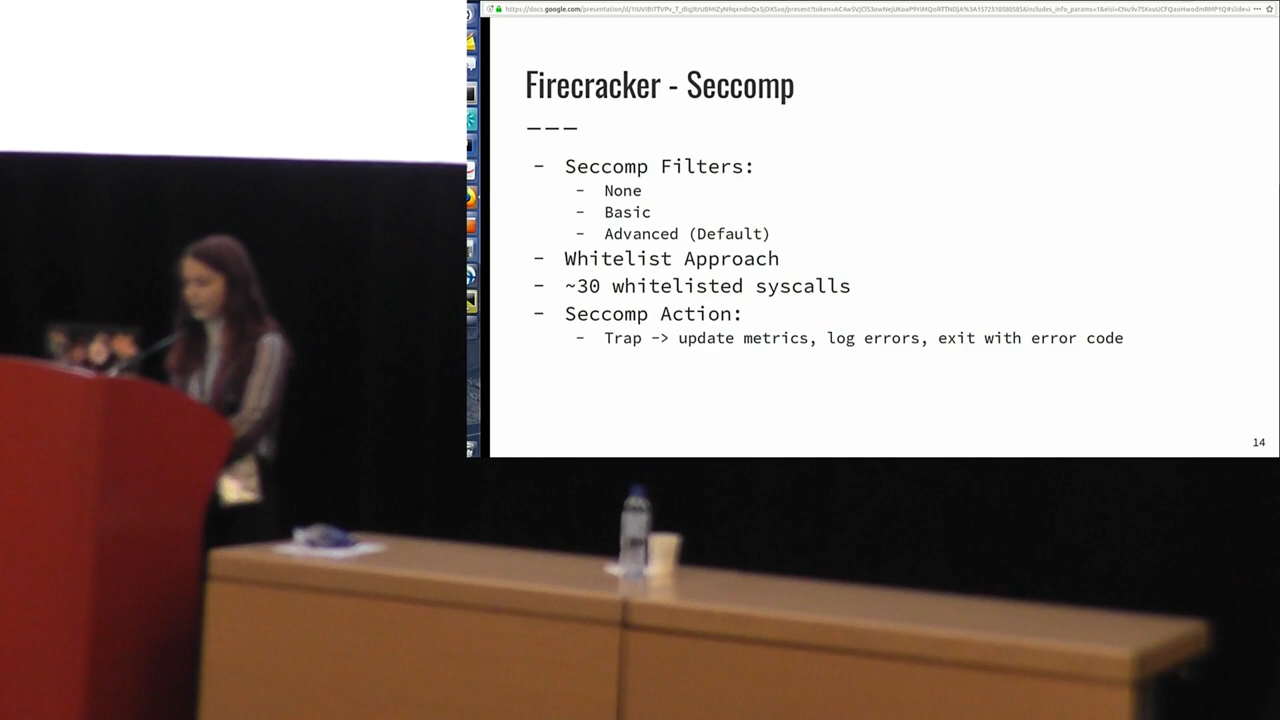 Firecracker - Seccomp
---
- Seccomp Filters:
- None
- Basic
- Advanced (Default)
- Whitelist Approach
- ~30 whitelisted syscalls
- Seccomp Action:
- Trap -> update metrics, log errors, exit with error code
14